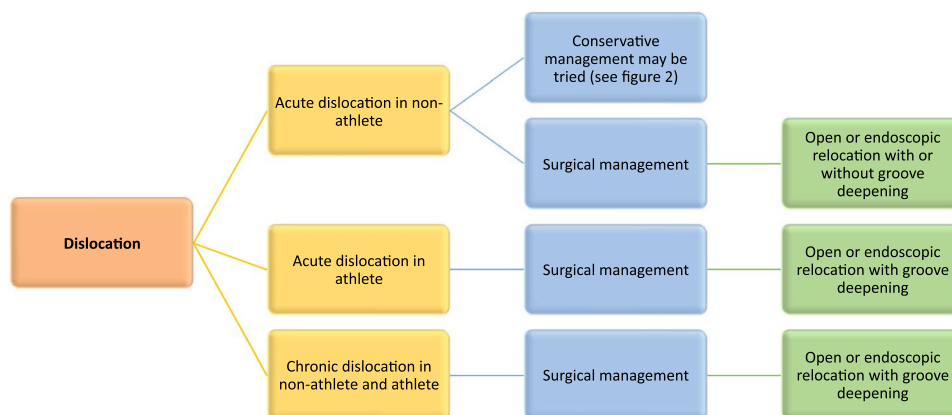 Conservative
management may be
tried (see figure 2)
Acute dislocation in non-
athlete
Surgical management
Open or endoscopic
relocation with or
without groove
deepening
Dislocation
Acute dislocation in
athlete
Surgical management
Open or endoscopic
relocation with groove
deepening
Chronic dislocation in
non-athlete and athlete
Surgical management
Open or endoscopic
relocation with groove
deepening